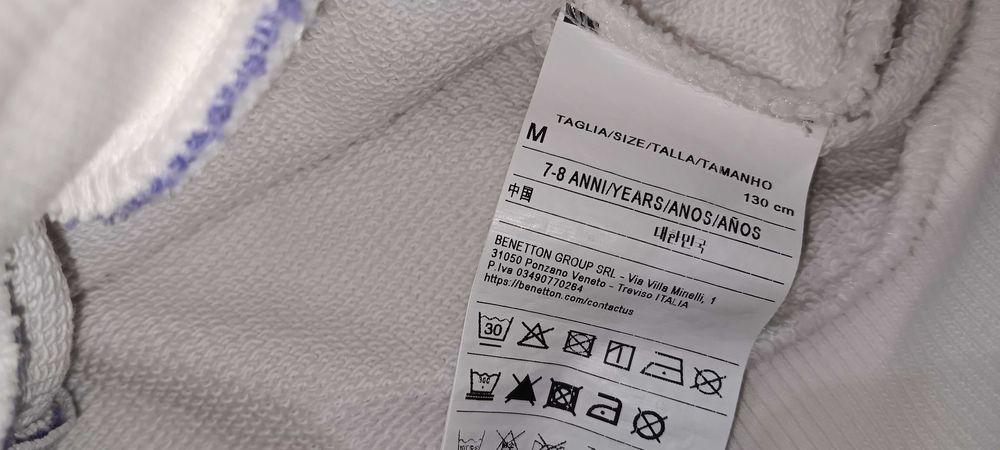 TAGLIA/SIZE/TALLA/TAMANHO
M 130 cm
7-8 ANNI/YEARS/ANOS/AÑOS
中国 대한민국
BENETTON GROUP SRL - Via Villa Minelli, 1
31050 Ponzano Veneto - Treviso ITALIA
P.Iva 03490770264
https://benetton.com/contactus
30